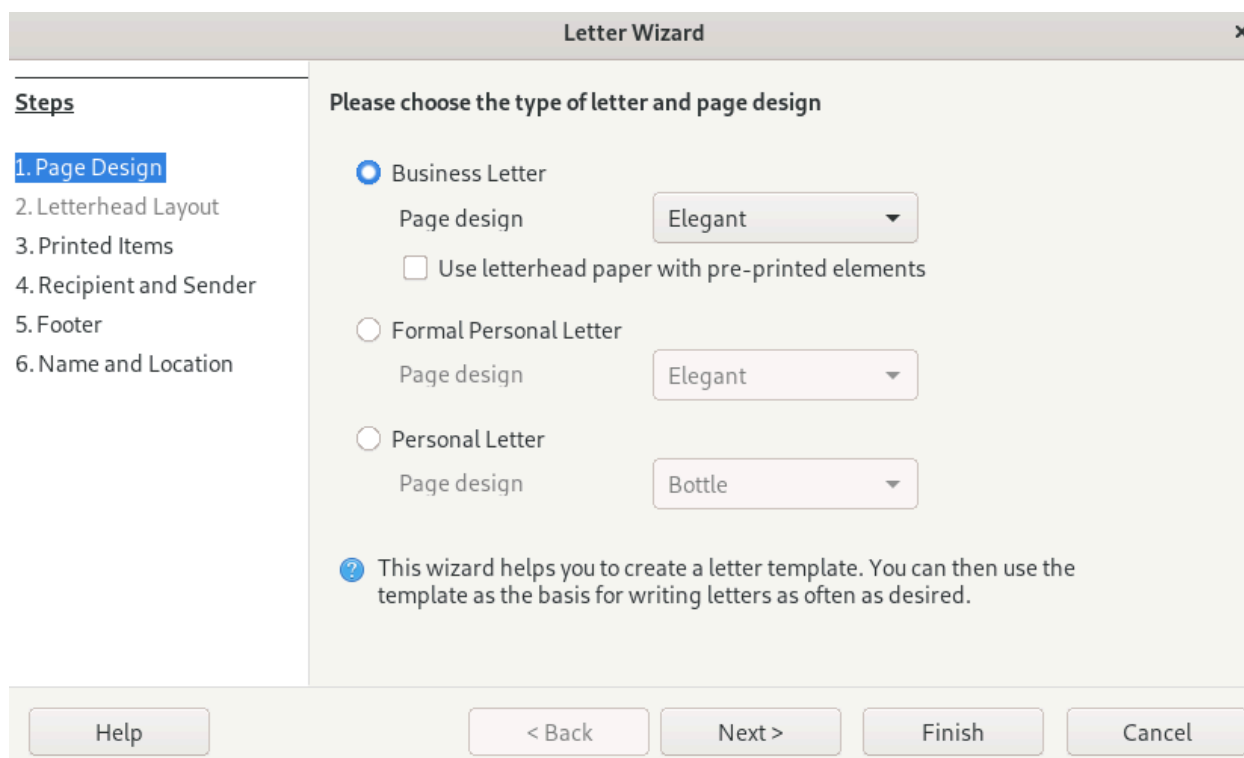 Letter Wizard
Steps
1. Page Design
2. Letterhead Layout
3. Printed Items
4. Recipient and Sender
5. Footer
6. Name and Location
Please choose the type of letter and page design
Business Letter
Page design Elegant
Use letterhead paper with pre-printed elements
Formal Personal Letter
Page design Elegant
Personal Letter
Page design Bottle
This wizard helps you to create a letter template. You can then use the
template as the basis for writing letters as often as desired.
Help < Back Next > Finish Cancel